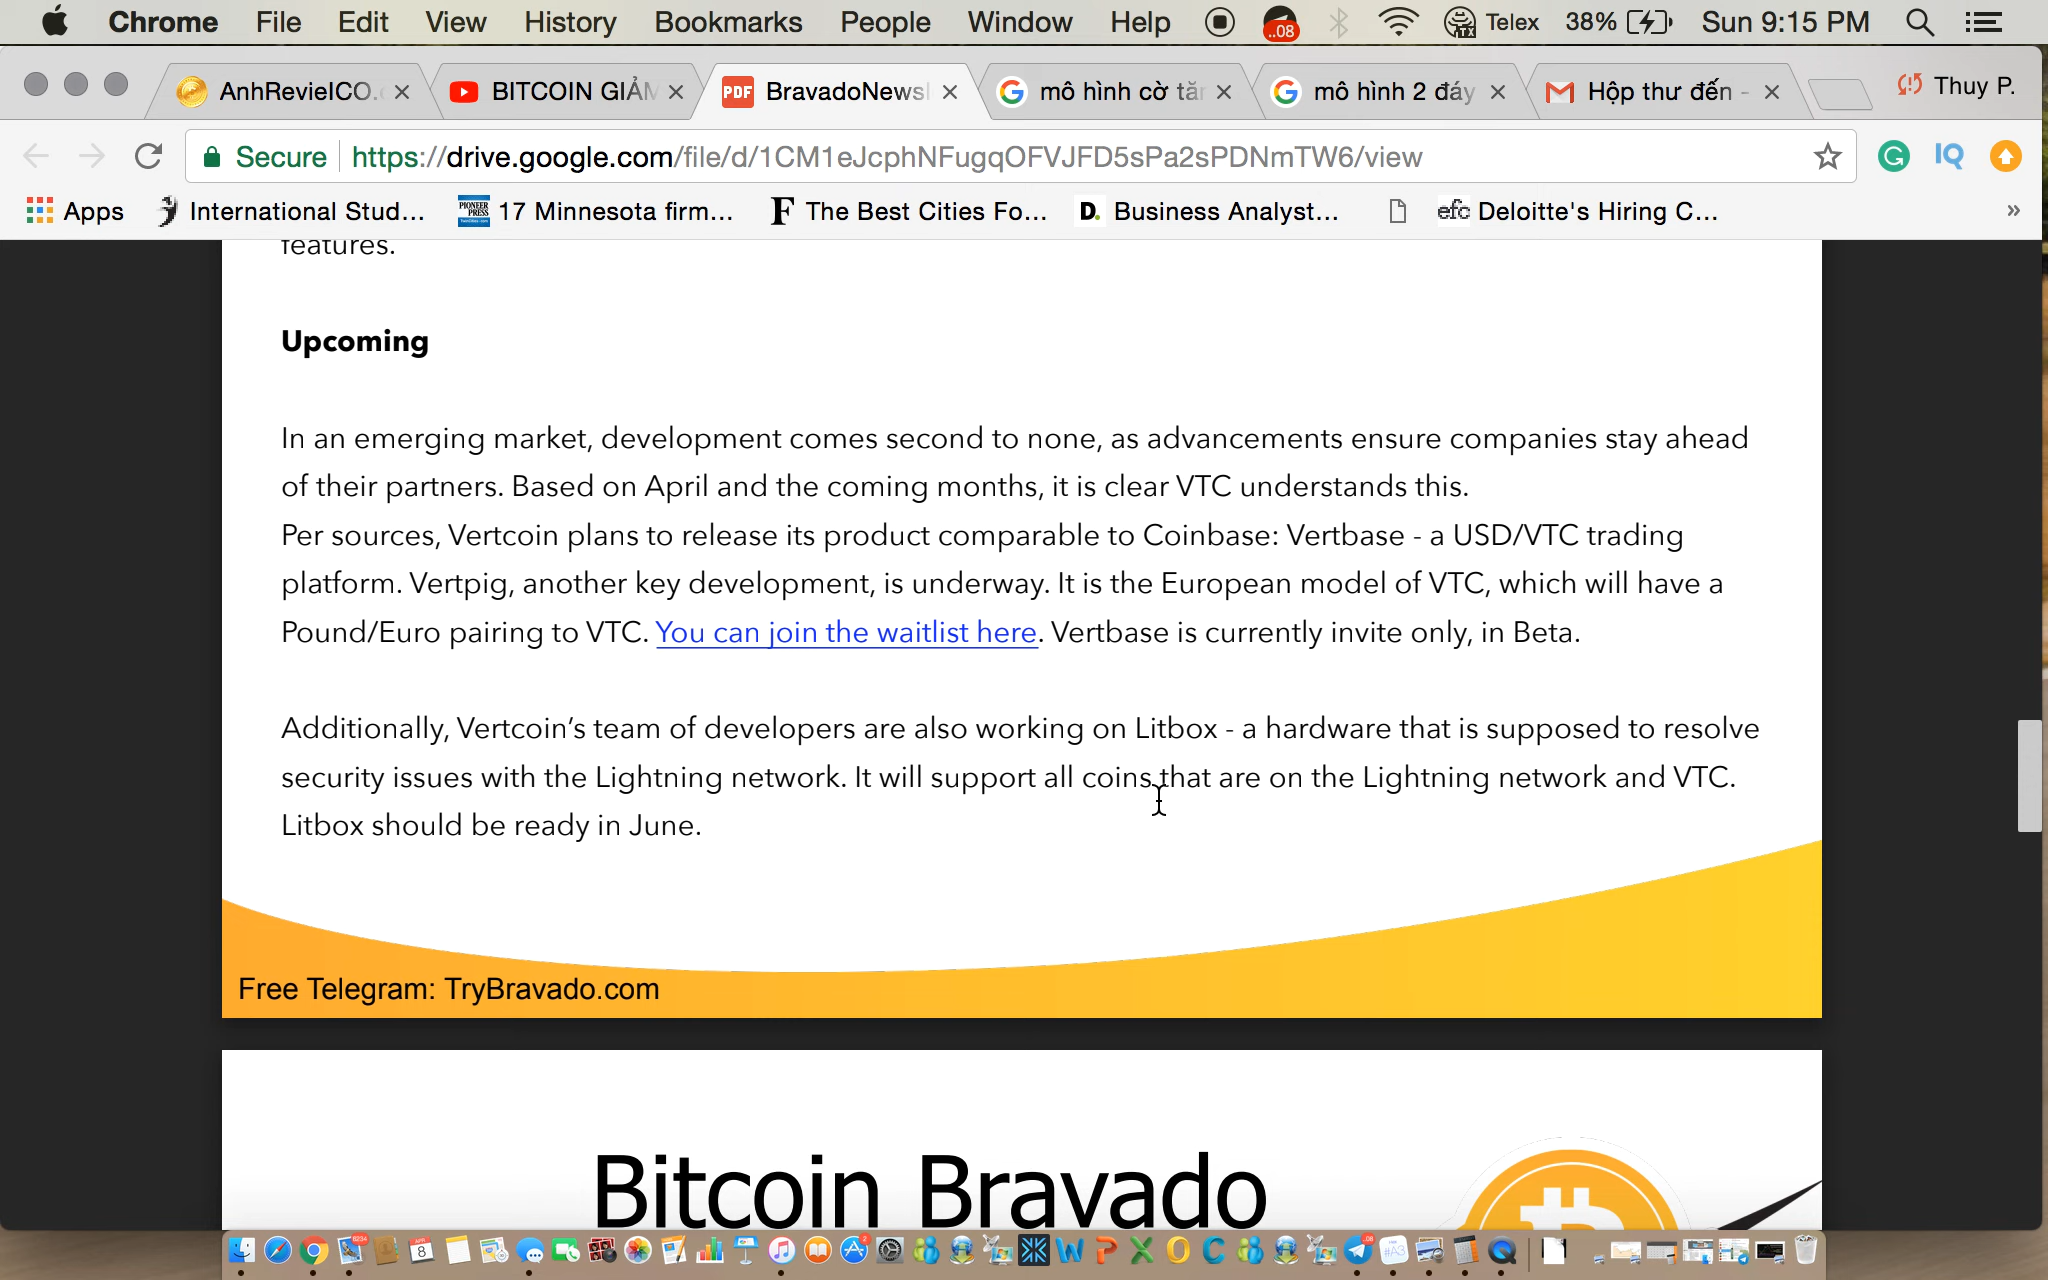 Chrome File Edit View History Bookmarks People Window Help ..08 Telex 38% Sun 9:15 PM
AnhRevieICO. BITCOIN GIẢM BravadoNewsl mô hình cờ tăn mô hình 2 đáy Hộp thư đến - Thuy P.
Secure https://drive.google.com/file/d/1CM1eJcphNFugqOFVJFD5sPa2sPDNmTW6/view
Apps International Stud... 17 Minnesota firm... The Best Cities Fo... Business Analyst... efc Deloitte's Hiring C... »
features.
Upcoming
In an emerging market, development comes second to none, as advancements ensure companies stay ahead
of their partners. Based on April and the coming months, it is clear VTC understands this.
Per sources, Vertcoin plans to release its product comparable to Coinbase: Vertbase - a USD/VTC trading
platform. Vertpig, another key development, is underway. It is the European model of VTC, which will have a
Pound/Euro pairing to VTC. You can join the waitlist here. Vertbase is currently invite only, in Beta.
Additionally, Vertcoin's team of developers are also working on Litbox - a hardware that is supposed to resolve
security issues with the Lightning network. It will support all coins that are on the Lightning network and VTC.
Litbox should be ready in June.
Free Telegram: TryBravado.com
Bitcoin Bravado